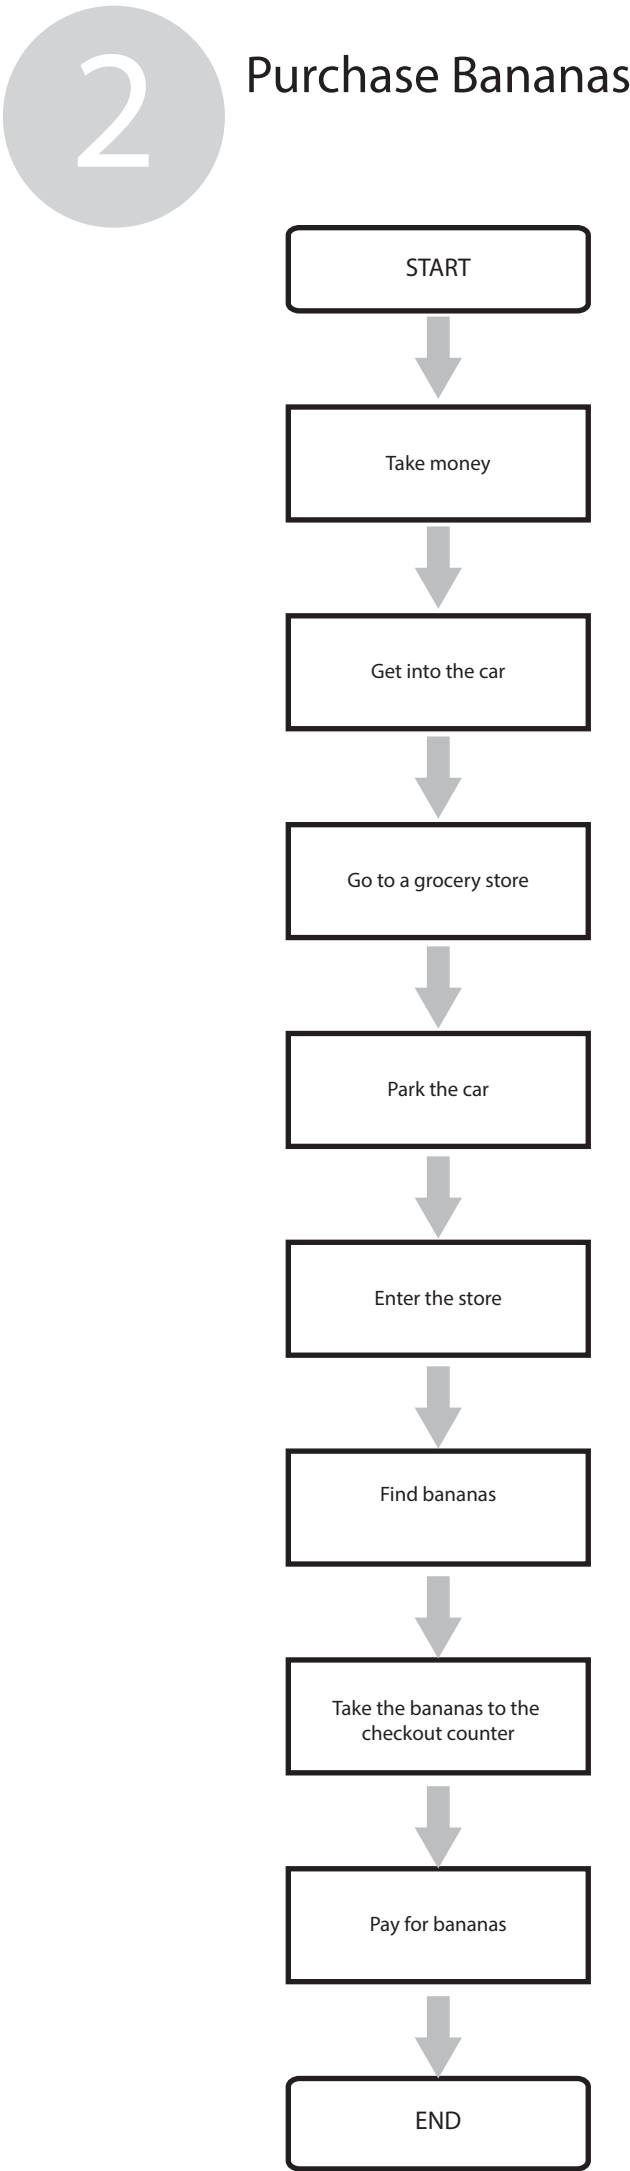 2
Purchase Bananas
START
Take money
Get into the car
Go to a grocery store
Park the car
Enter the store
Find bananas
Take the bananas to the
checkout counter
Pay for bananas
END